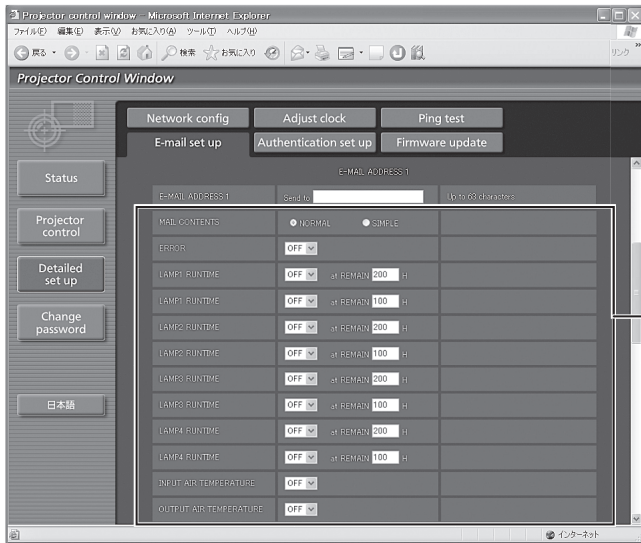 Projector control window - Microsoft Internet Explorer
ファイル(F) 編集(E) 表示(V) お気に入り(A) ツール(T) ヘルプ(H)
戻る 検索 お気に入り リンク »
Projector Control Window
Network config Adjust clock Ping test
E-mail set up Authentication set up Firmware update
Status
Projector control
Detailed set up
Change password
日本語
E-MAIL ADDRESS 1
E-MAIL ADDRESS 1 Send to Up to 63 characters
MAIL CONTENTS NORMAL SIMPLE
ERROR OFF
LAMP1 RUNTIME OFF at REMAIN 200 H
LAMP1 RUNTIME OFF at REMAIN 100 H
LAMP2 RUNTIME OFF at REMAIN 200 H
LAMP2 RUNTIME OFF at REMAIN 100 H
LAMP3 RUNTIME OFF at REMAIN 200 H
LAMP3 RUNTIME OFF at REMAIN 100 H
LAMP4 RUNTIME OFF at REMAIN 200 H
LAMP4 RUNTIME OFF at REMAIN 100 H
INPUT AIR TEMPERATURE OFF
OUTPUT AIR TEMPERATURE OFF
インターネット